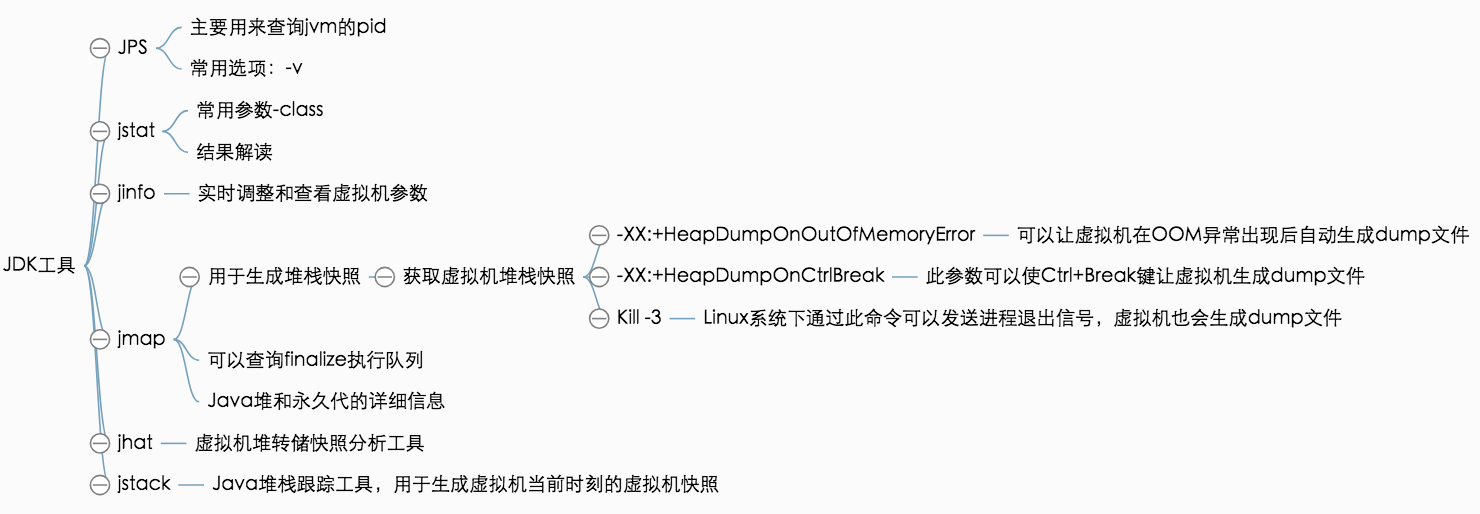 JDK工具
JPS
主要用来查询jvm的pid
常用选项：-v
jstat
常用参数-class
结果解读
jinfo
实时调整和查看虚拟机参数
jmap
用于生成堆栈快照
获取虚拟机堆栈快照
-XX:+HeapDumpOnOutOfMemoryError
可以让虚拟机在OOM异常出现后自动生成dump文件
-XX:+HeapDumpOnCtrlBreak
此参数可以使Ctrl+Break键让虚拟机生成dump文件
Kill -3
Linux系统下通过此命令可以发送进程退出信号，虚拟机也会生成dump文件
可以查询finalize执行队列
Java堆和永久代的详细信息
jhat
虚拟机堆转储快照分析工具
jstack
Java堆栈跟踪工具，用于生成虚拟机当前时刻的虚拟机快照